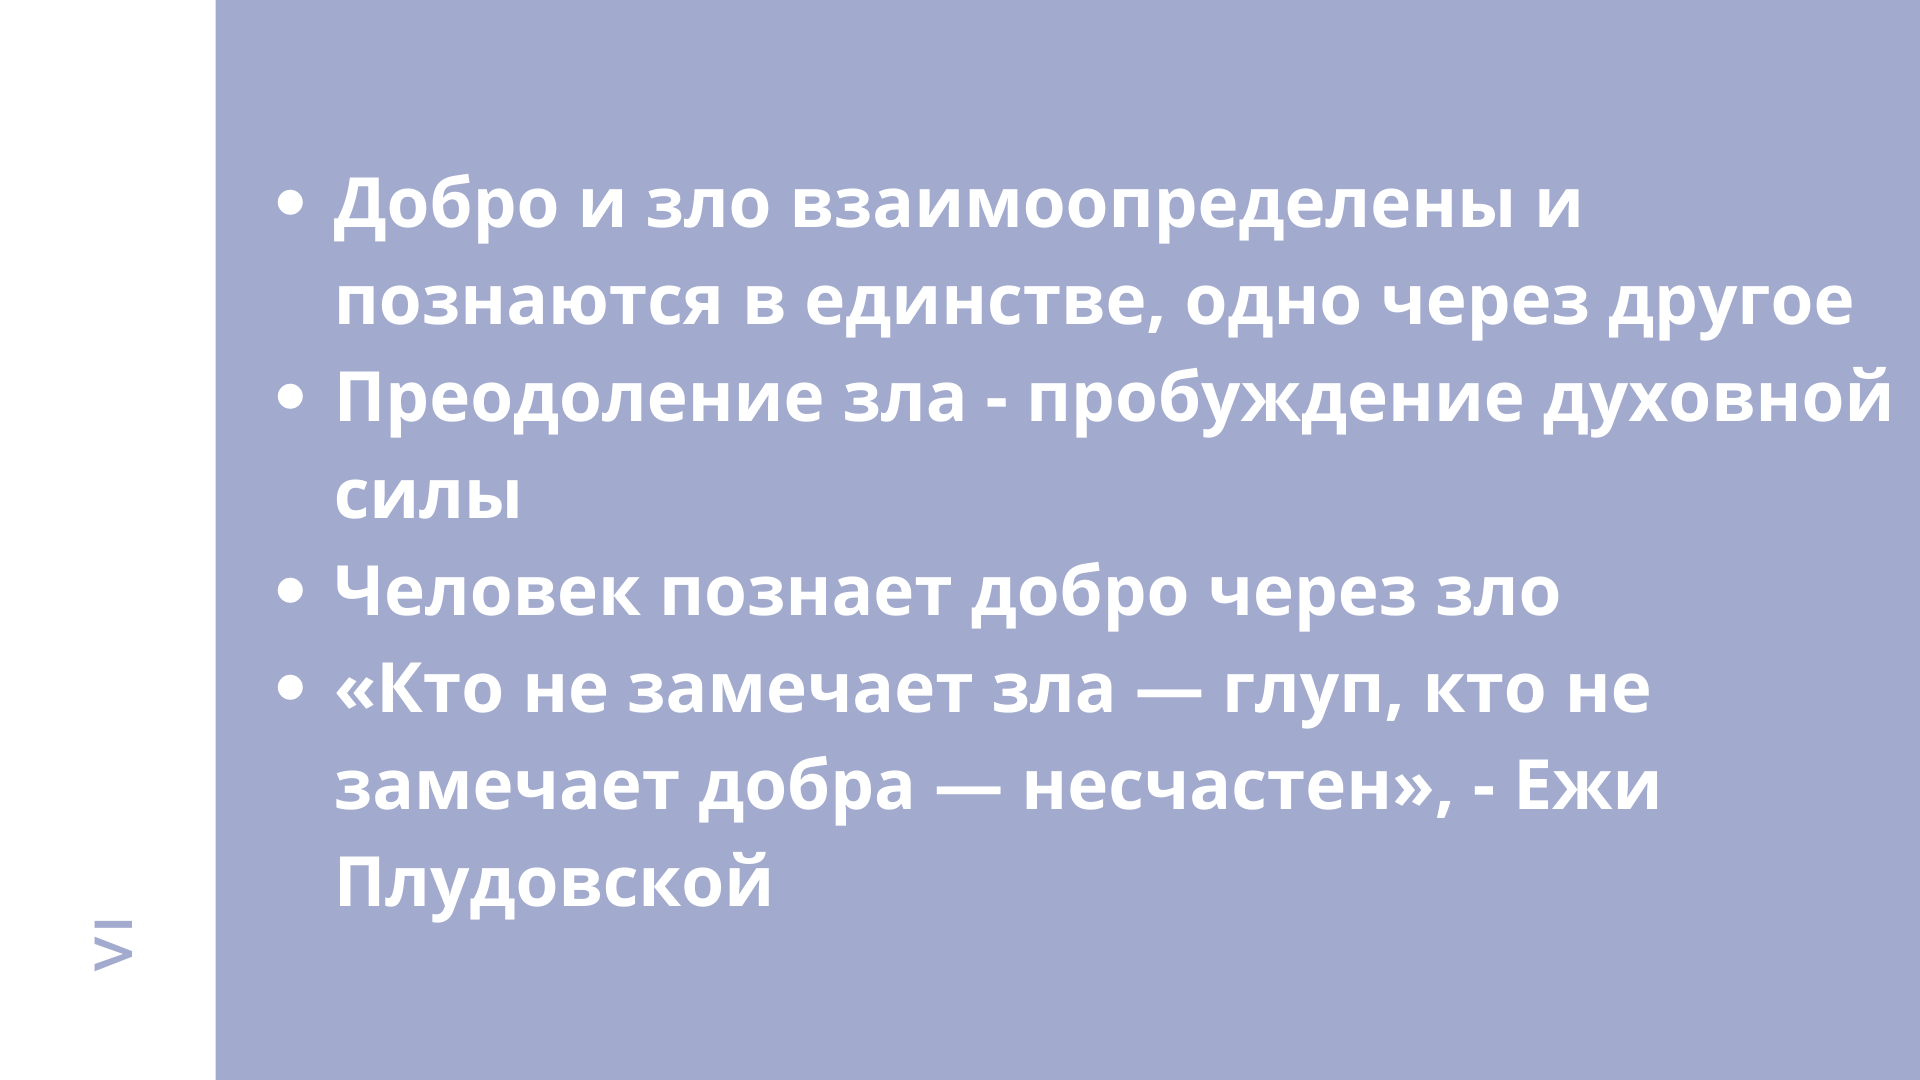 • Добро и зло взаимоопределены и
познаются в единстве, одно через другое
• Преодоление зла - пробуждение духовной
силы
• Человек познает добро через зло
• «Кто не замечает зла — глуп, кто не
замечает добра — несчастен», - Ежи
Плудовской
VI